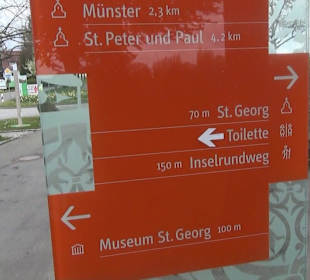 Münster 2,3 km
St. Peter und Paul 4,2 km
70 m St. Georg
Toilette
150 m Inselrundweg
Museum St. Georg 100 m